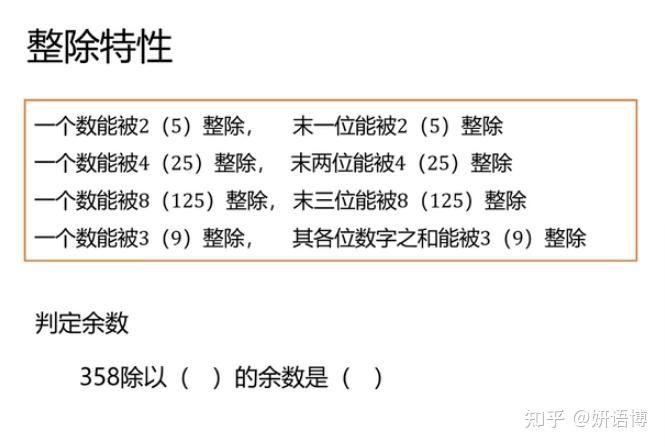 整除特性
一个数能被2（5）整除， 末一位能被2（5）整除
一个数能被4（25）整除， 末两位能被4（25）整除
一个数能被8（125）整除， 末三位能被8（125）整除
一个数能被3（9）整除， 其各位数字之和能被3（9）整除
判定余数
358除以（ ）的余数是（ ）
知乎 @妍语博